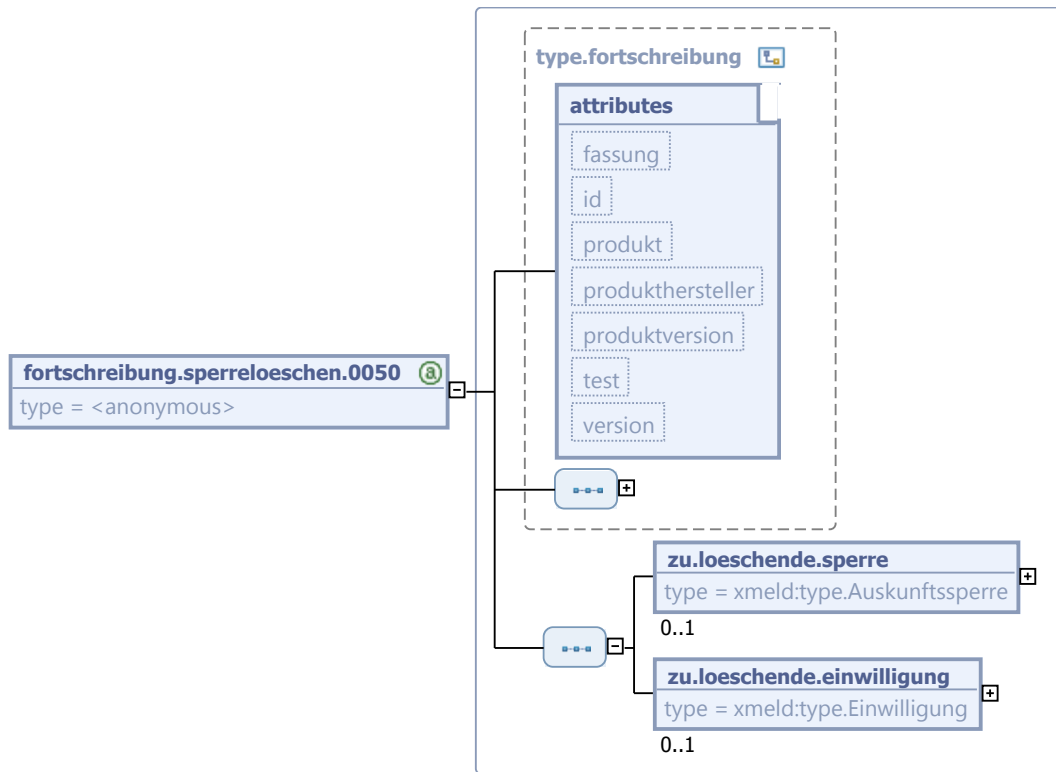 type.fortschreibung
attributes
fassung
id
produkt
produkthersteller
produktversion
test
version
fortschreibung.sperreloeschen.0050 a
type = <anonymous>
zu.loeschende.sperre
type = xmeld:type.Auskunftssperre
0..1
zu.loeschende.einwilligung
type = xmeld:type.Einwilligung
0..1